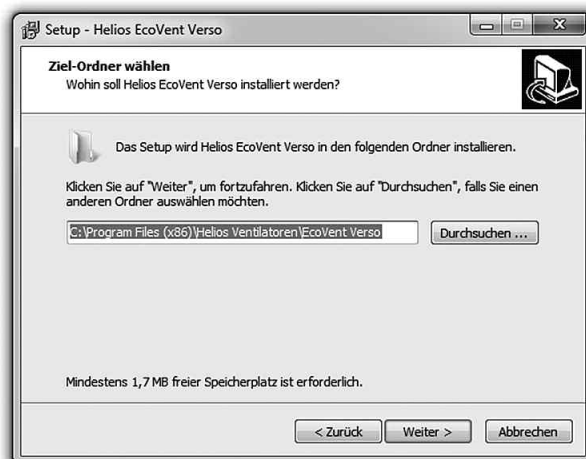 Setup - Helios EcoVent Verso
Ziel-Ordner wählen
Wohin soll Helios EcoVent Verso installiert werden?
Das Setup wird Helios EcoVent Verso in den folgenden Ordner installieren.
Klicken Sie auf "Weiter", um fortzufahren. Klicken Sie auf "Durchsuchen", falls Sie einen
anderen Ordner auswählen möchten.
C:\Program Files (x86)\Helios Ventilatoren\EcoVent Verso
Durchsuchen ...
Mindestens 1,7 MB freier Speicherplatz ist erforderlich.
< Zurück
Weiter >
Abbrechen